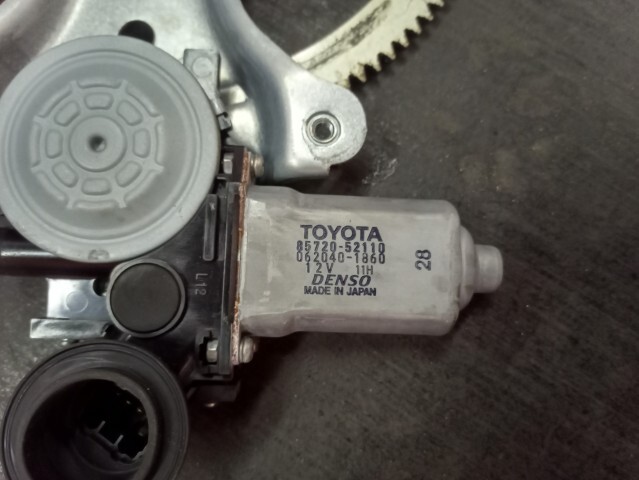 TOYOTA
85720-52110
062040-1860
12V 11H
DENSO
MADE IN JAPAN
28
L12